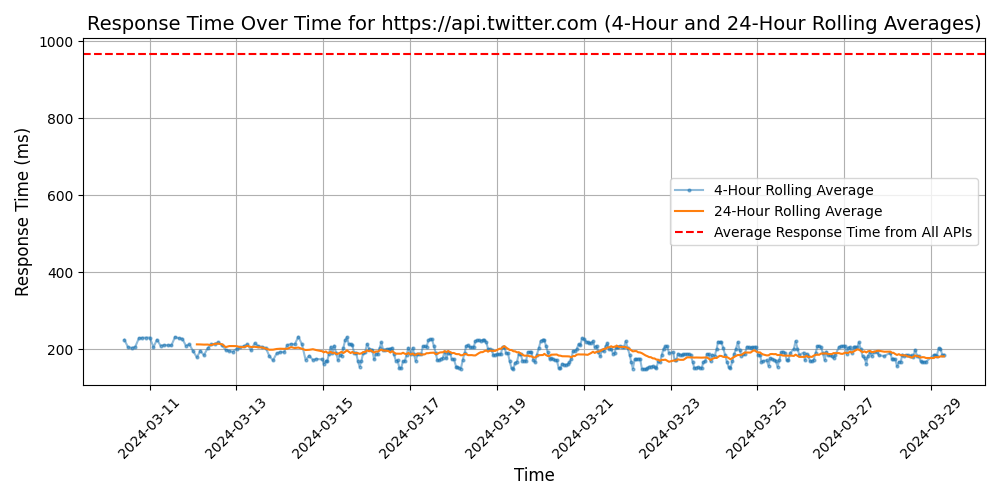 Response Time Over Time for https://api.twitter.com (4-Hour and 24-Hour Rolling Averages)
Response Time (ms)
1000
800
600
400
200
4-Hour Rolling Average
24-Hour Rolling Average
Average Response Time from All APIs
2024-03-11
2024-03-13
2024-03-15
2024-03-17
2024-03-19
2024-03-21
2024-03-23
2024-03-25
2024-03-27
2024-03-29
Time